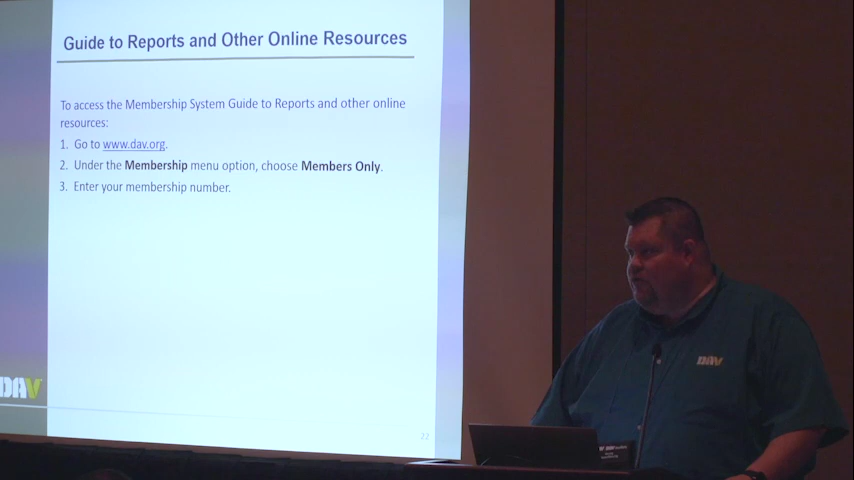 Guide to Reports and Other Online Resources
To access the Membership System Guide to Reports and other online
resources:
1. Go to www.dav.org.
2. Under the Membership menu option, choose Members Only.
3. Enter your membership number.
DAV
22
DAV